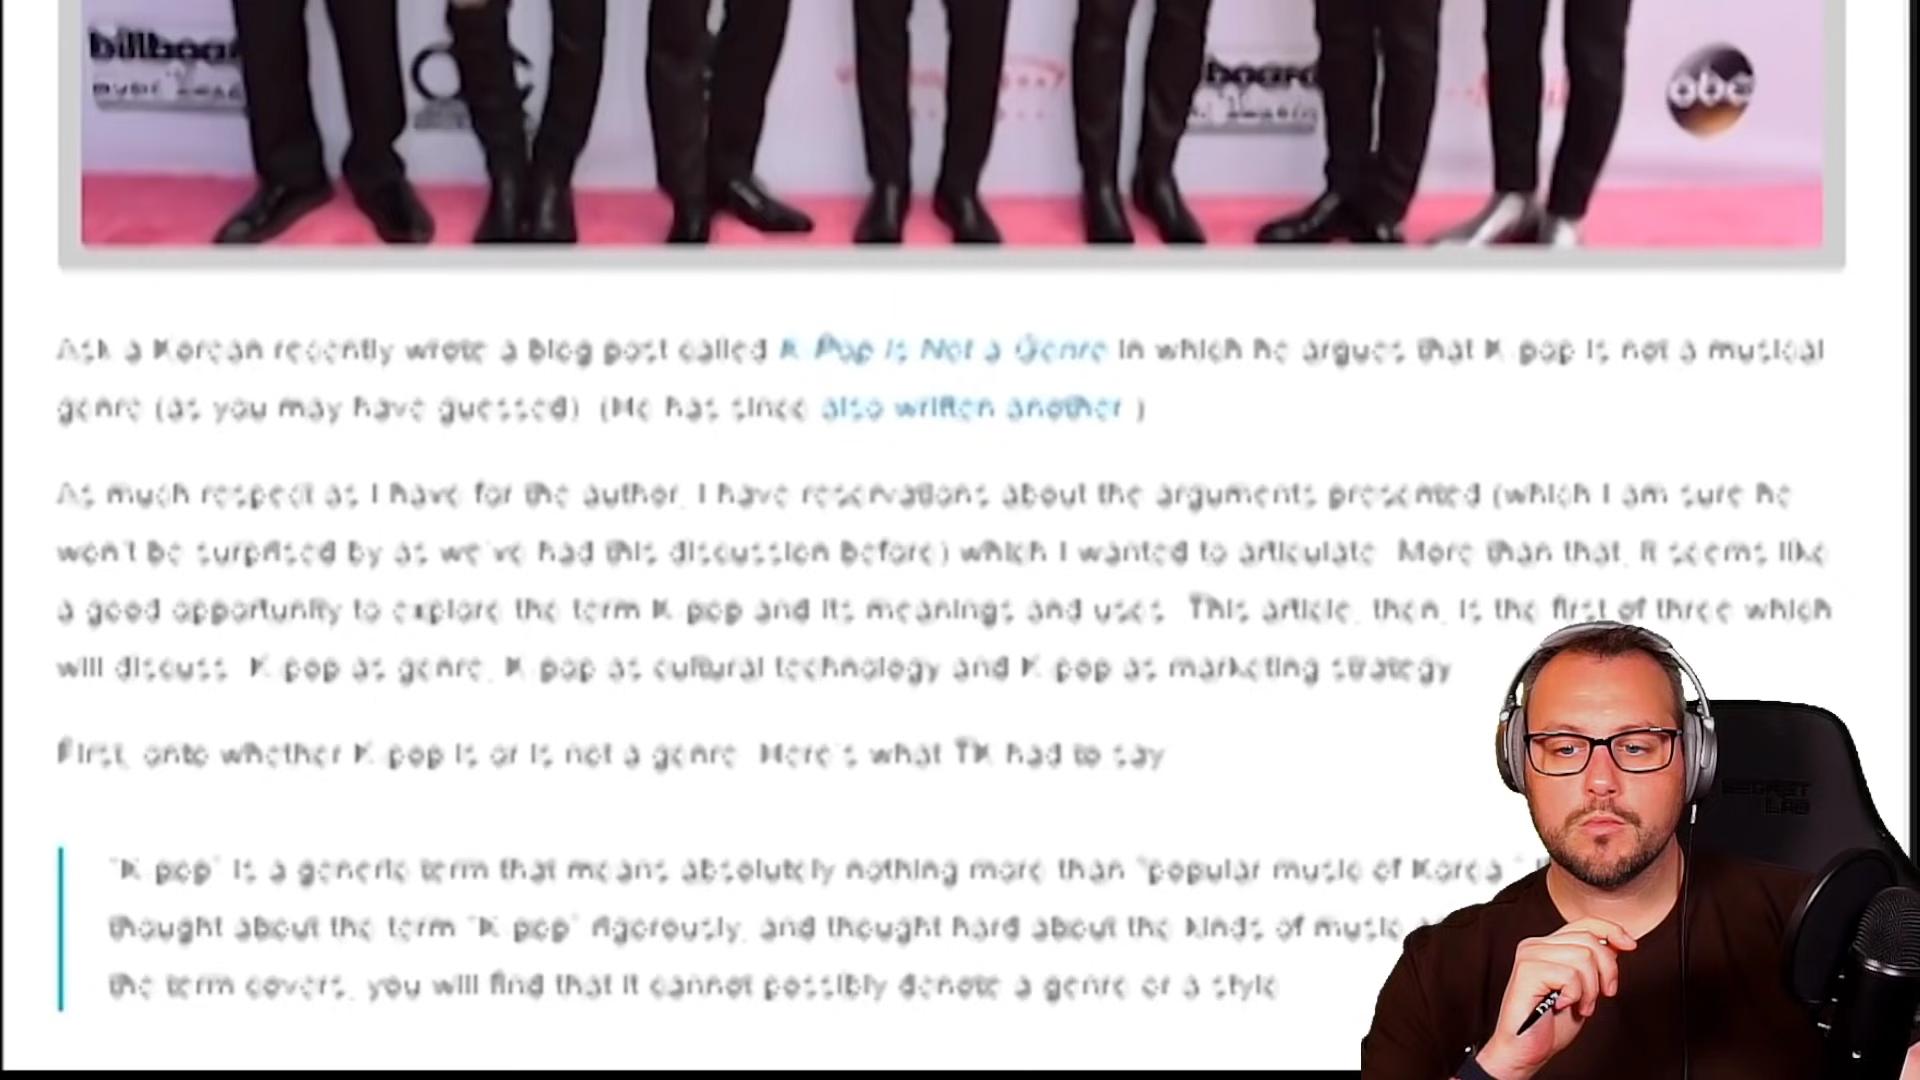 billboar
music awar
abc
board
Ask a Korean recently wrote a blog post called K-Pop Is Not a Genre in which he argues that K-pop is not a musical
genre (as you may have guessed). (He has since also written another.)
As much respect as I have for the author, I have reservations about the arguments presented (which I am sure he
won't be surprised by as we've had this discussion before) which I wanted to articulate. More than that, it seems like
a good opportunity to explore the term K-pop and its meanings and uses. This article, then, is the first of three which
will discuss: K-pop as genre, K-pop as cultural technology and K-pop as marketing strategy.
First, onto whether K-pop is or is not a genre. Here's what TK had to say
"K-pop" is a generic term that means absolutely nothing more than "popular music of Korea."
thought about the term "K-pop" rigorously, and thought hard about the kinds of music
the term covers, you will find that it cannot possibly denote a genre or a style
SECRET
LAB